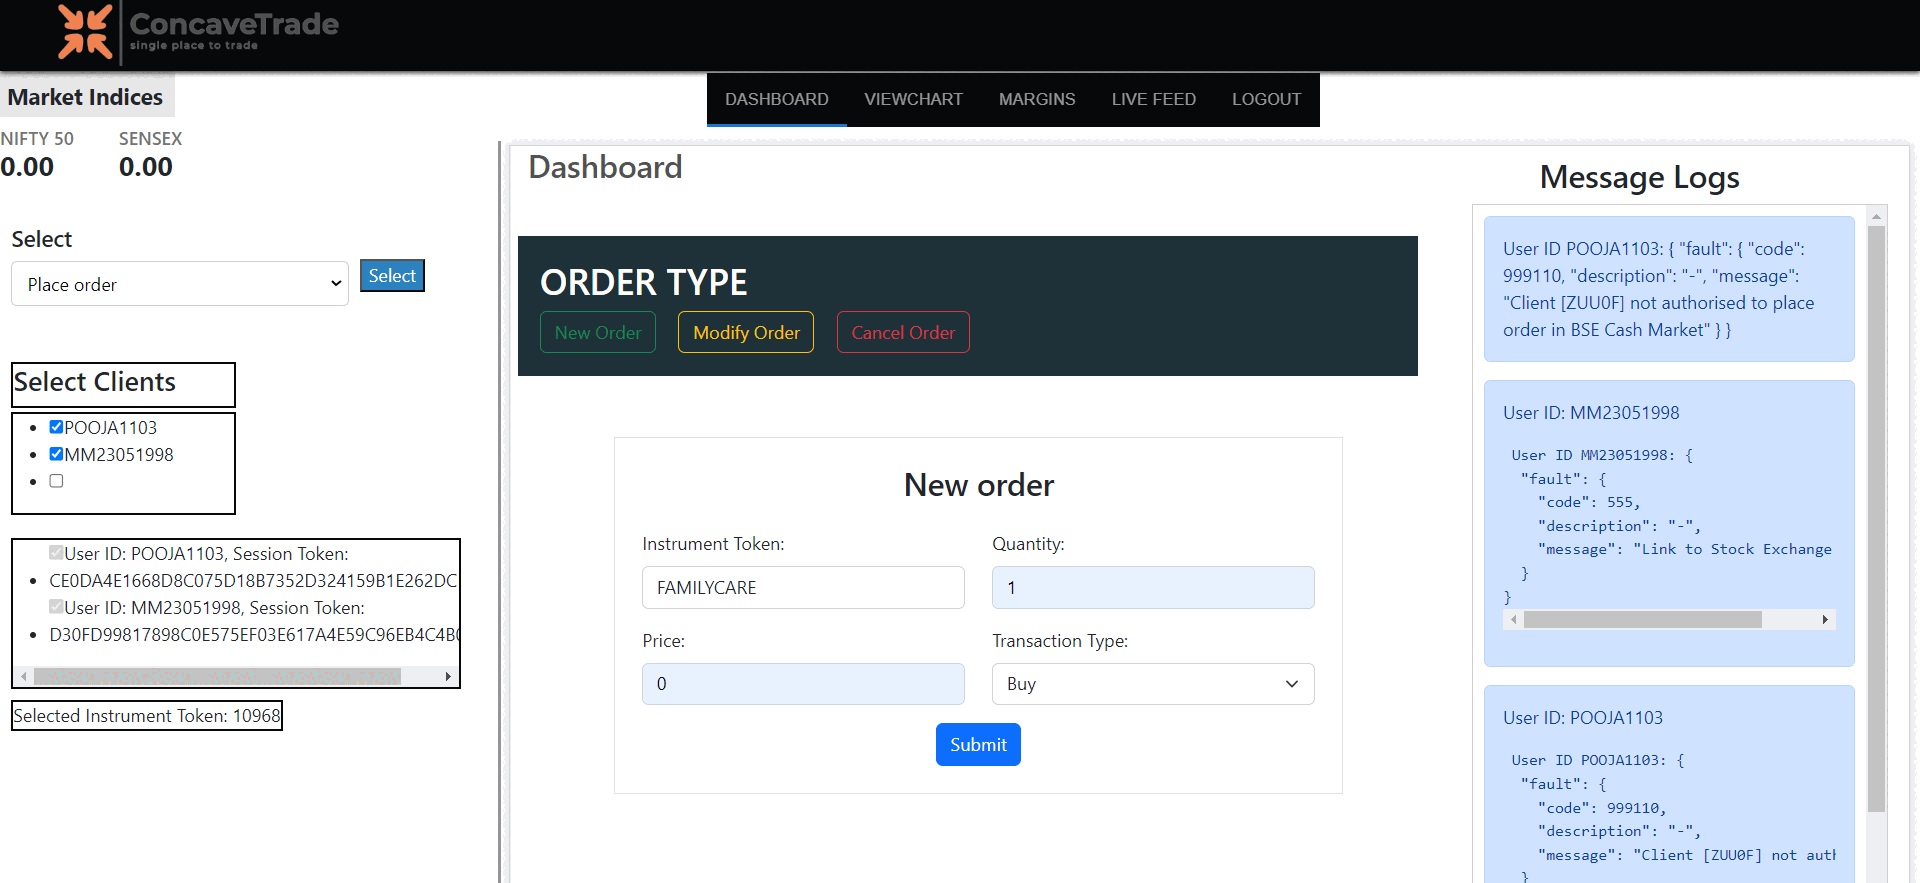 ConcaveTrade
single place to trade
Market Indices
DASHBOARD VIEWCHART MARGINS LIVE FEED LOGOUT
NIFTY 50 SENSEX
0.00 0.00
Select
Place order Select
Select Clients
POOJA1103
MM23051998
User ID: POOJA1103, Session Token:
CE0DA4E1668D8C075D18B7352D324159B1E262DC
User ID: MM23051998, Session Token:
D30FD99817898C0E575EF03E617A4E59C96EB4C4B0
Selected Instrument Token: 10968
Dashboard
ORDER TYPE
New Order Modify Order Cancel Order
New order
Instrument Token: Quantity:
FAMILYCARE 1
Price: Transaction Type:
0 Buy
Submit
Message Logs
User ID POOJA1103: { "fault": { "code":
999110, "description": "-", "message":
"Client [ZUU0F] not authorised to place
order in BSE Cash Market" } }
User ID: MM23051998
User ID MM23051998: {
"fault": {
"code": 555,
"description": "-",
"message": "Link to Stock Exchange
}
}
User ID: POOJA1103
User ID POOJA1103: {
"fault": {
"code": 999110,
"description": "-",
"message": "Client [ZUU0F] not auth
}